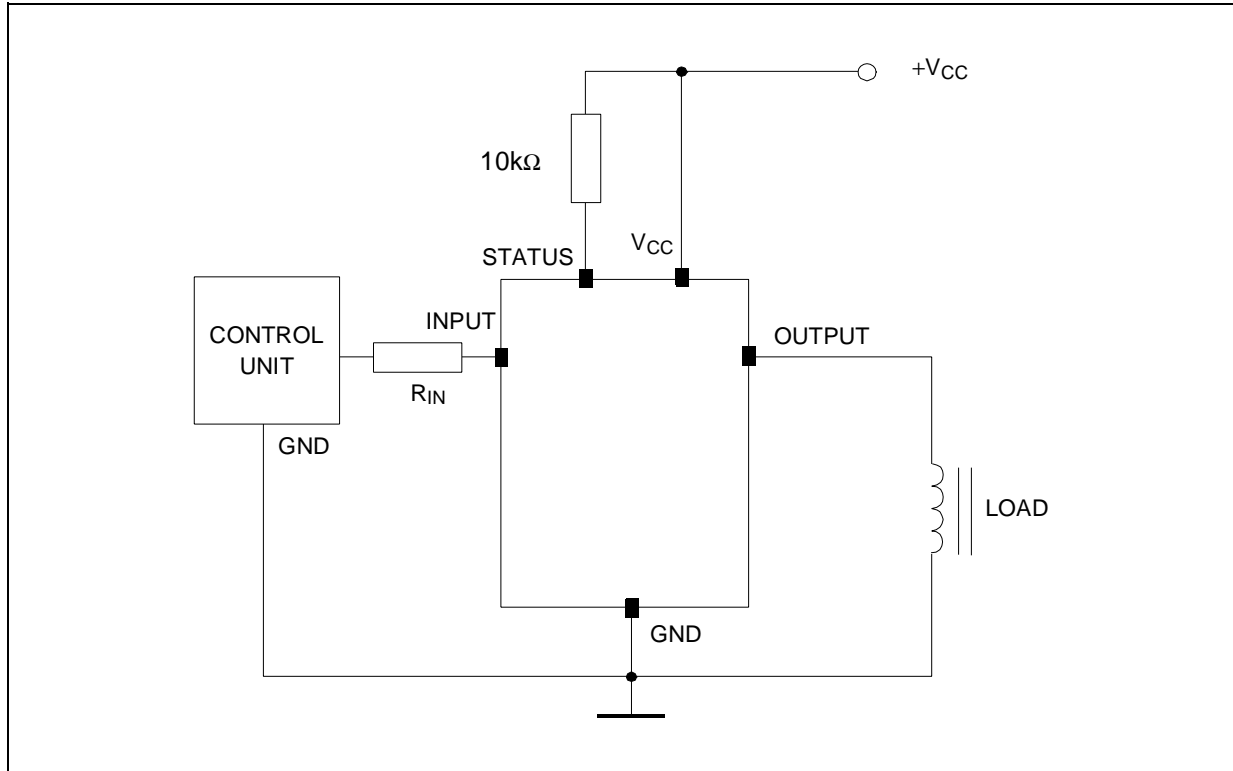 +VCC
10kΩ
VCC
STATUS
INPUT
CONTROL
UNIT
OUTPUT
RIN
GND
LOAD
GND